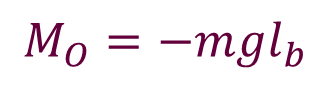 M_O = −mgl_b